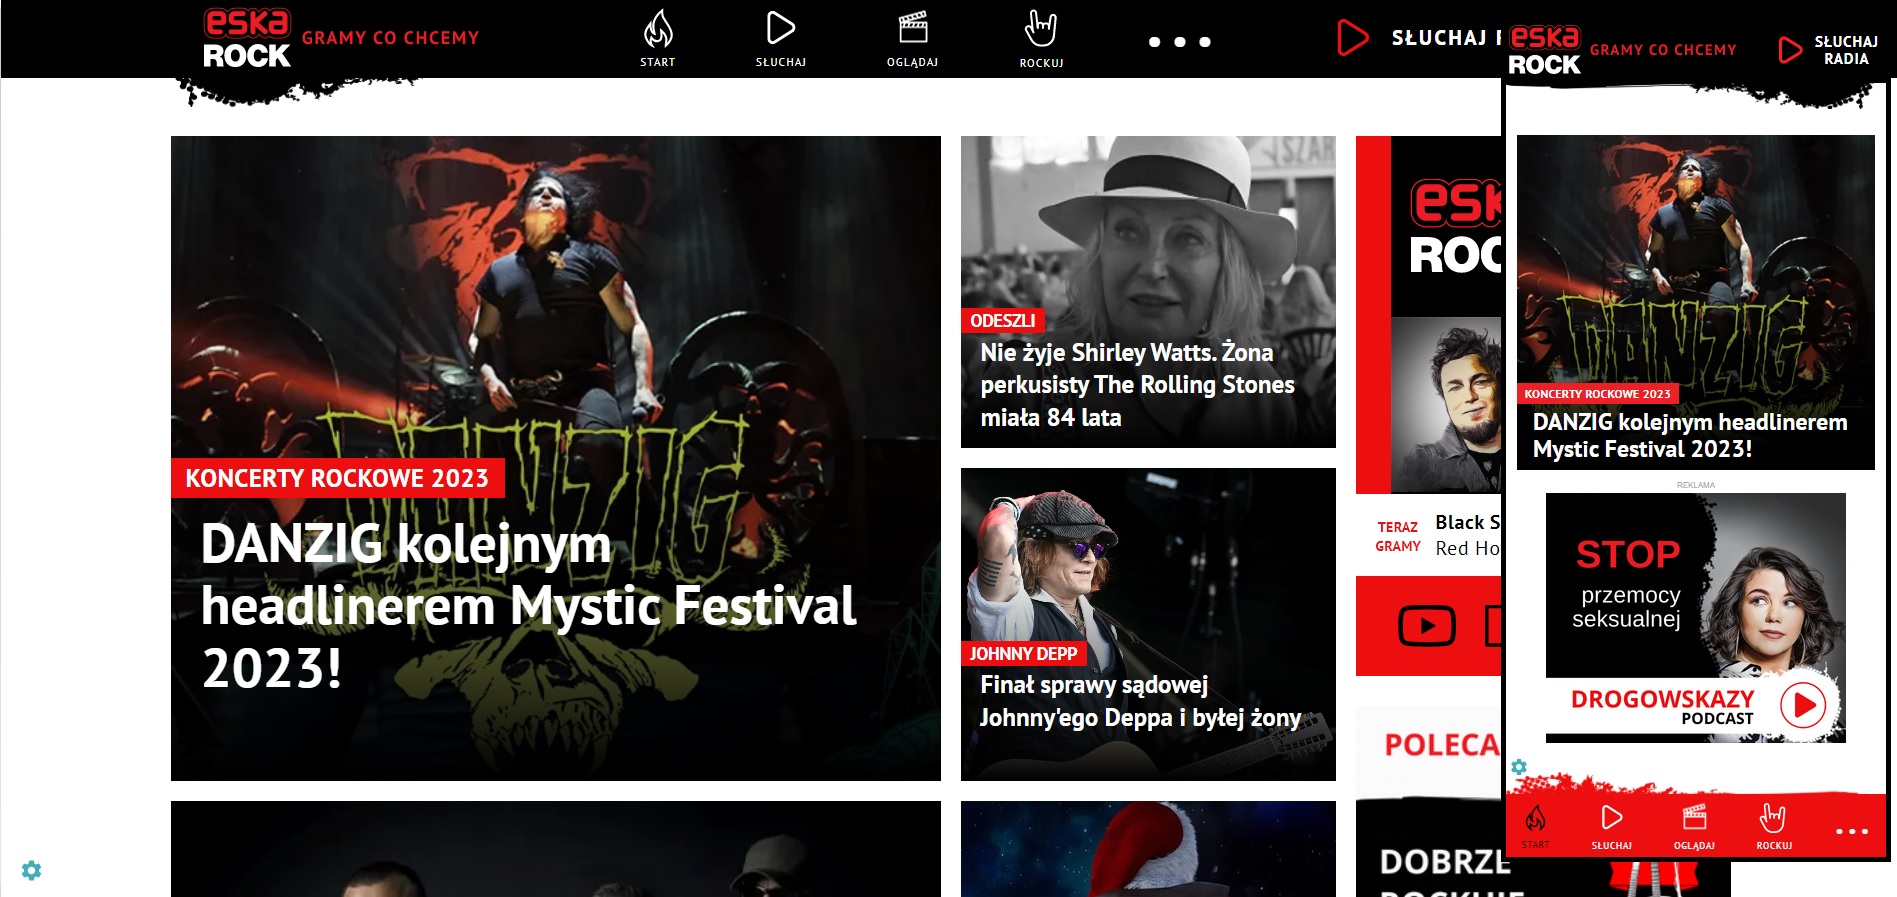 eska
ROCK
GRAMY CO CHCEMY
START
SŁUCHAJ
OGLĄDAJ
ROCKUJ
SŁUCHAJ
DANZIG
KONCERTY ROCKOWE 2023
DANZIG kolejnym
headlinerem Mystic Festival
2023!
ODESZLI
Nie żyje Shirley Watts. Żona
perkusisty The Rolling Stones
miała 84 lata
JOHNNY DEPP
Finał sprawy sądowej
Johnny'ego Deppa i byłej żony
esk
ROC
TERAZ
GRAMY
Black S
Red Ho
POLECA
DOBRZE
eska
ROCK
GRAMY CO CHCEMY
SŁUCHAJ
RADIA
DANZIG
KONCERTY ROCKOWE 2023
DANZIG kolejnym headlinerem
Mystic Festival 2023!
REKLAMA
STOP
przemocy
seksualnej
DROGOWSKAZY
PODCAST
START
SŁUCHAJ
OGLĄDAJ
ROCKUJ